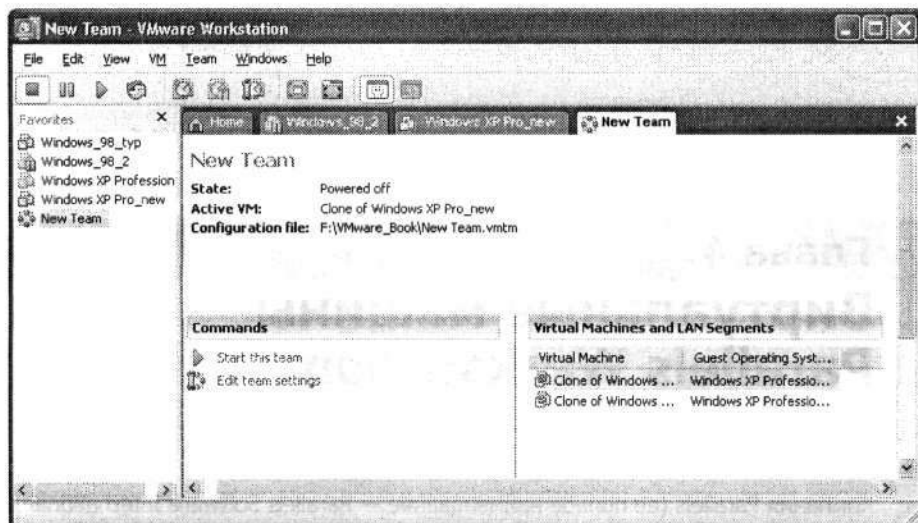 New Team - VMware Workstation
File Edit View VM Team Windows Help
Favorites
Windows_98_typ
Windows_98_2
Windows XP Profession
Windows XP Pro_new
New Team
Home Windows_98_2 Windows XP Pro_new New Team
New Team
State: Powered off
Active VM: Clone of Windows XP Pro_new
Configuration file: F:\VMware_Book\New Team.vmtm
Commands
Start this team
Edit team settings
Virtual Machines and LAN Segments
Virtual Machine Guest Operating Syst...
Clone of Windows ... Windows XP Professio...
Clone of Windows ... Windows XP Professio...